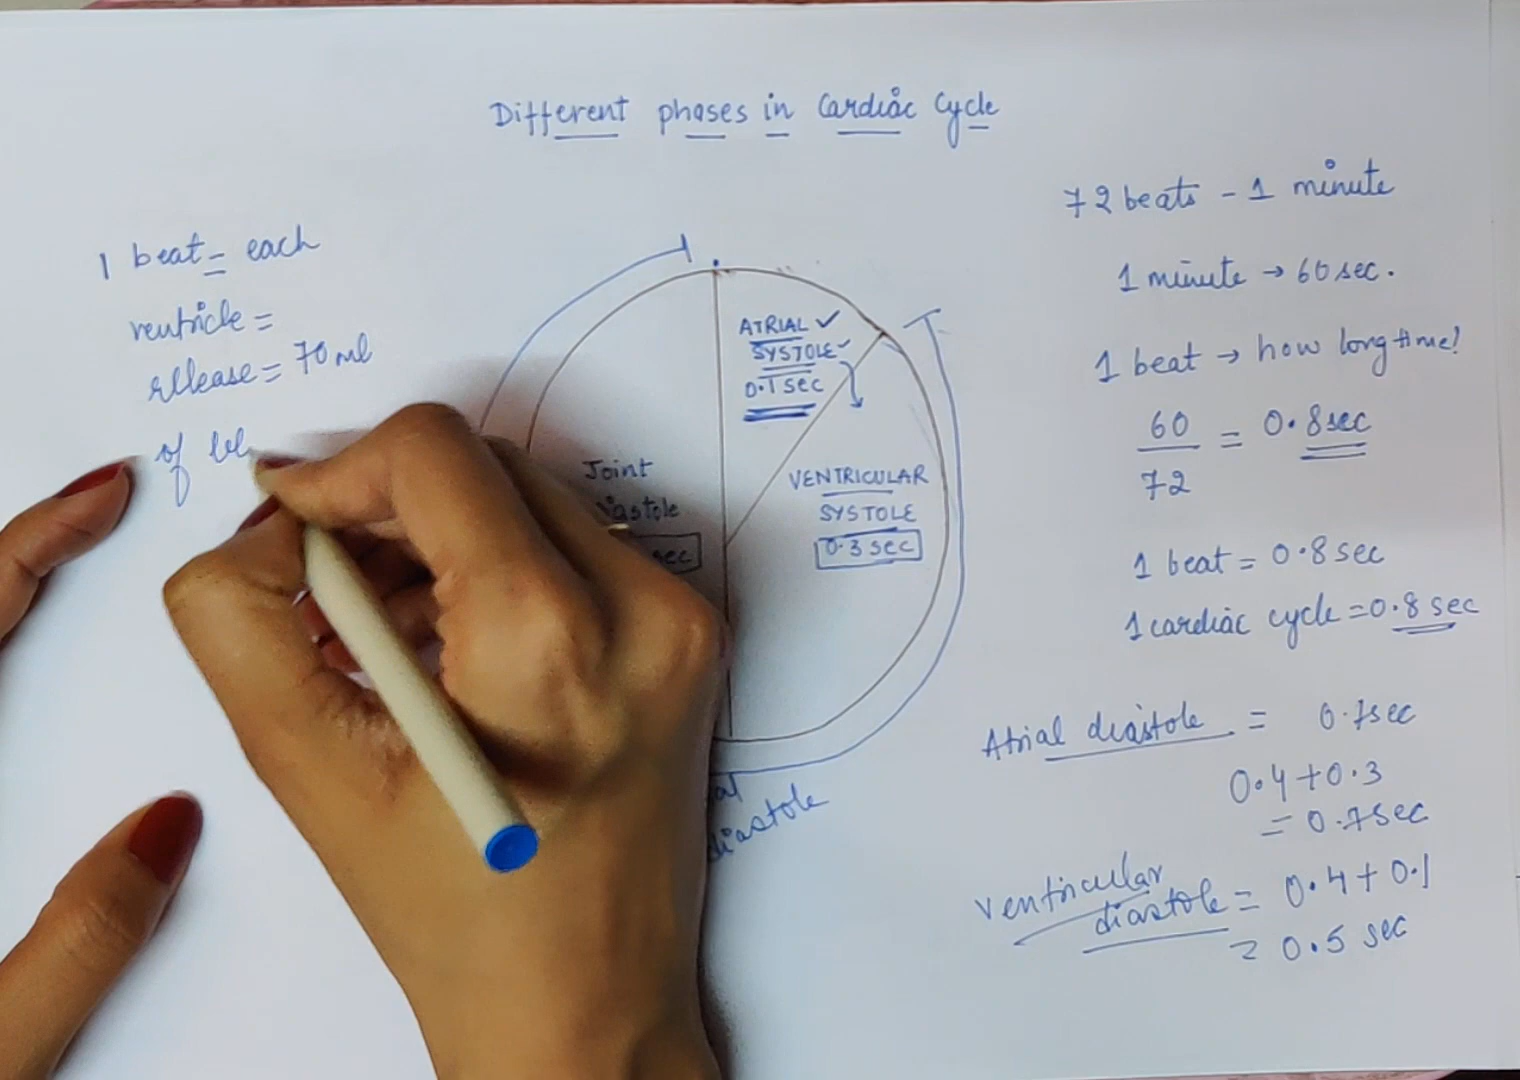 Different phases in Cardiac Cycle
1 beat = each
ventricle =
release = 70 ml
of
ATRIAL ✓
SYSTOLE ✓
0.1 sec
Joint
sec
VENTRICULAR
SYSTOLE
0.3 sec
diastole
72 beats - 1 minute
1 minute → 60 sec.
1 beat → how long time?
60
72
= 0.8 sec
1 beat = 0.8 sec
1 cardiac cycle = 0.8 sec
Atrial diastole = 0.7sec
0.4 + 0.3
= 0.7sec
Ventricular
diastole = 0.4 + 0.1
= 0.5 sec